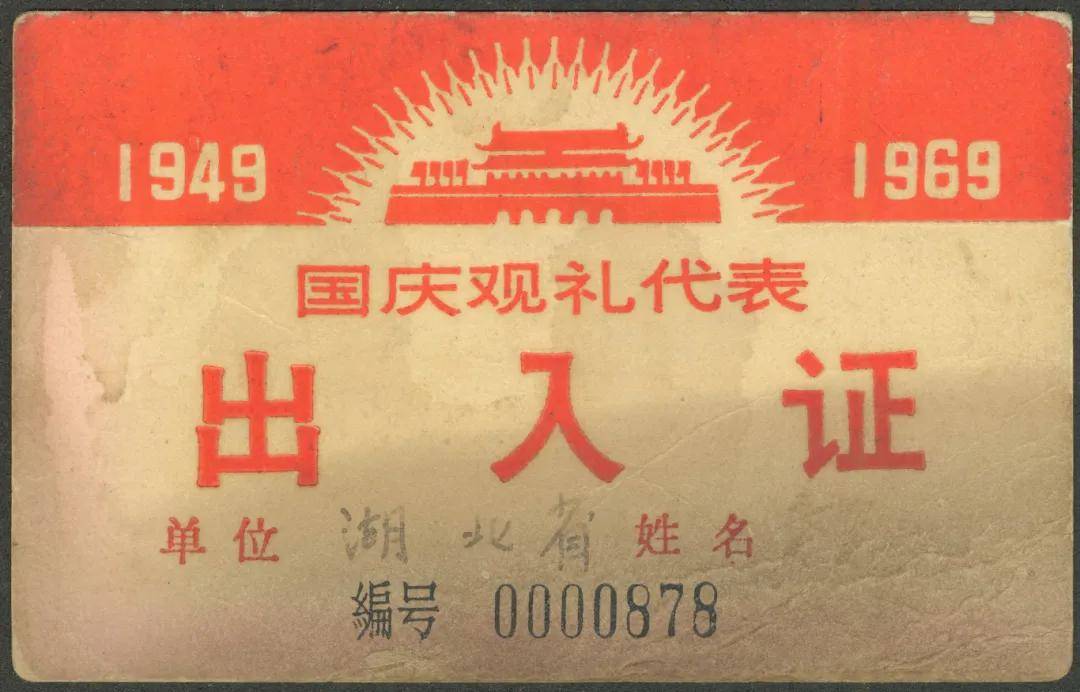 1949 1969
国庆观礼代表
出入证
单位 湖北省 姓名
編号 0000878